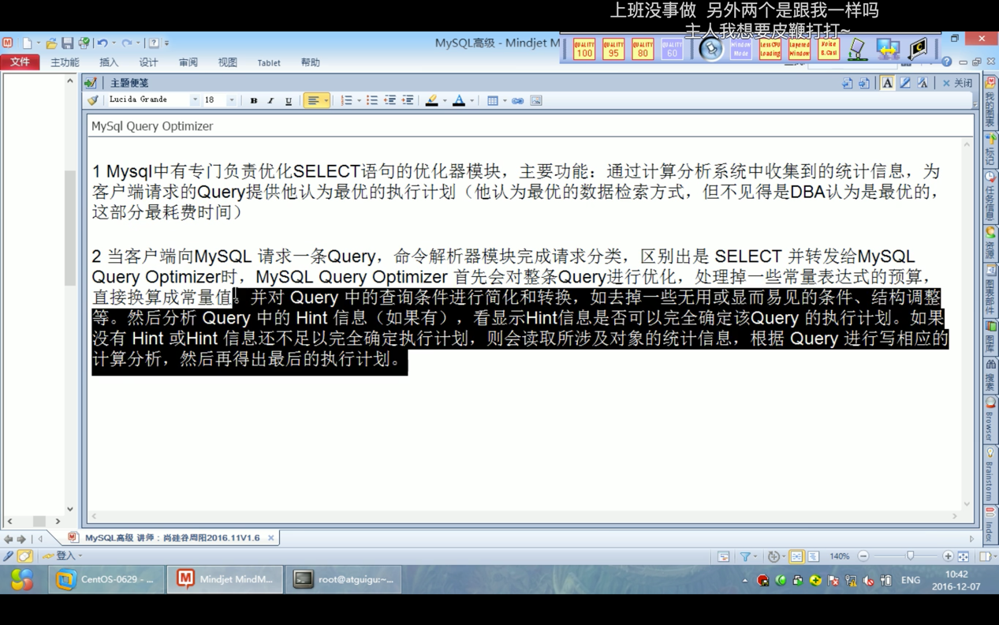 上班没事做 另外两个是跟我一样吗
主人我想要皮鞭打打~
MySQL高级 - Mindjet M
QUALITY 100
QUALITY 95
QUALITY 80
QUALITY 60
Window Mode
Less CPU Loading
Layered Window
文件 主功能 插入 设计 审阅 视图 Tablet 帮助
主题便笺
关闭
Lucida Grande 18 B I U
MySql Query Optimizer
1 Mysql中有专门负责优化SELECT语句的优化器模块，主要功能：通过计算分析系统中收集到的统计信息，为
客户端请求的Query提供他认为最优的执行计划（他认为最优的数据检索方式，但不见得是DBA认为是最优的，
这部分最耗费时间）
2 当客户端向MySQL 请求一条Query，命令解析器模块完成请求分类，区别出是 SELECT 并转发给MySQL
Query Optimizer时，MySQL Query Optimizer 首先会对整条Query进行优化，处理掉一些常量表达式的预算，
直接换算成常量值。并对 Query 中的查询条件进行简化和转换，如去掉一些无用或显而易见的条件、结构调整
等。然后分析 Query 中的 Hint 信息（如果有），看显示Hint信息是否可以完全确定该Query 的执行计划。如果
没有 Hint 或Hint 信息还不足以完全确定执行计划，则会读取所涉及对象的统计信息，根据 Query 进行写相应的
计算分析，然后再得出最后的执行计划。
我的图表
标记
任务信息
资源
图表部件
图库
搜索
Browser
Brainstorm
Index
MySQL高级 讲师：尚硅谷周阳2016.11V1.6
登入
140%
CentOS-0629 - ...
Mindjet MindM...
root@atguigu:~...
ENG
10:42
2016-12-07